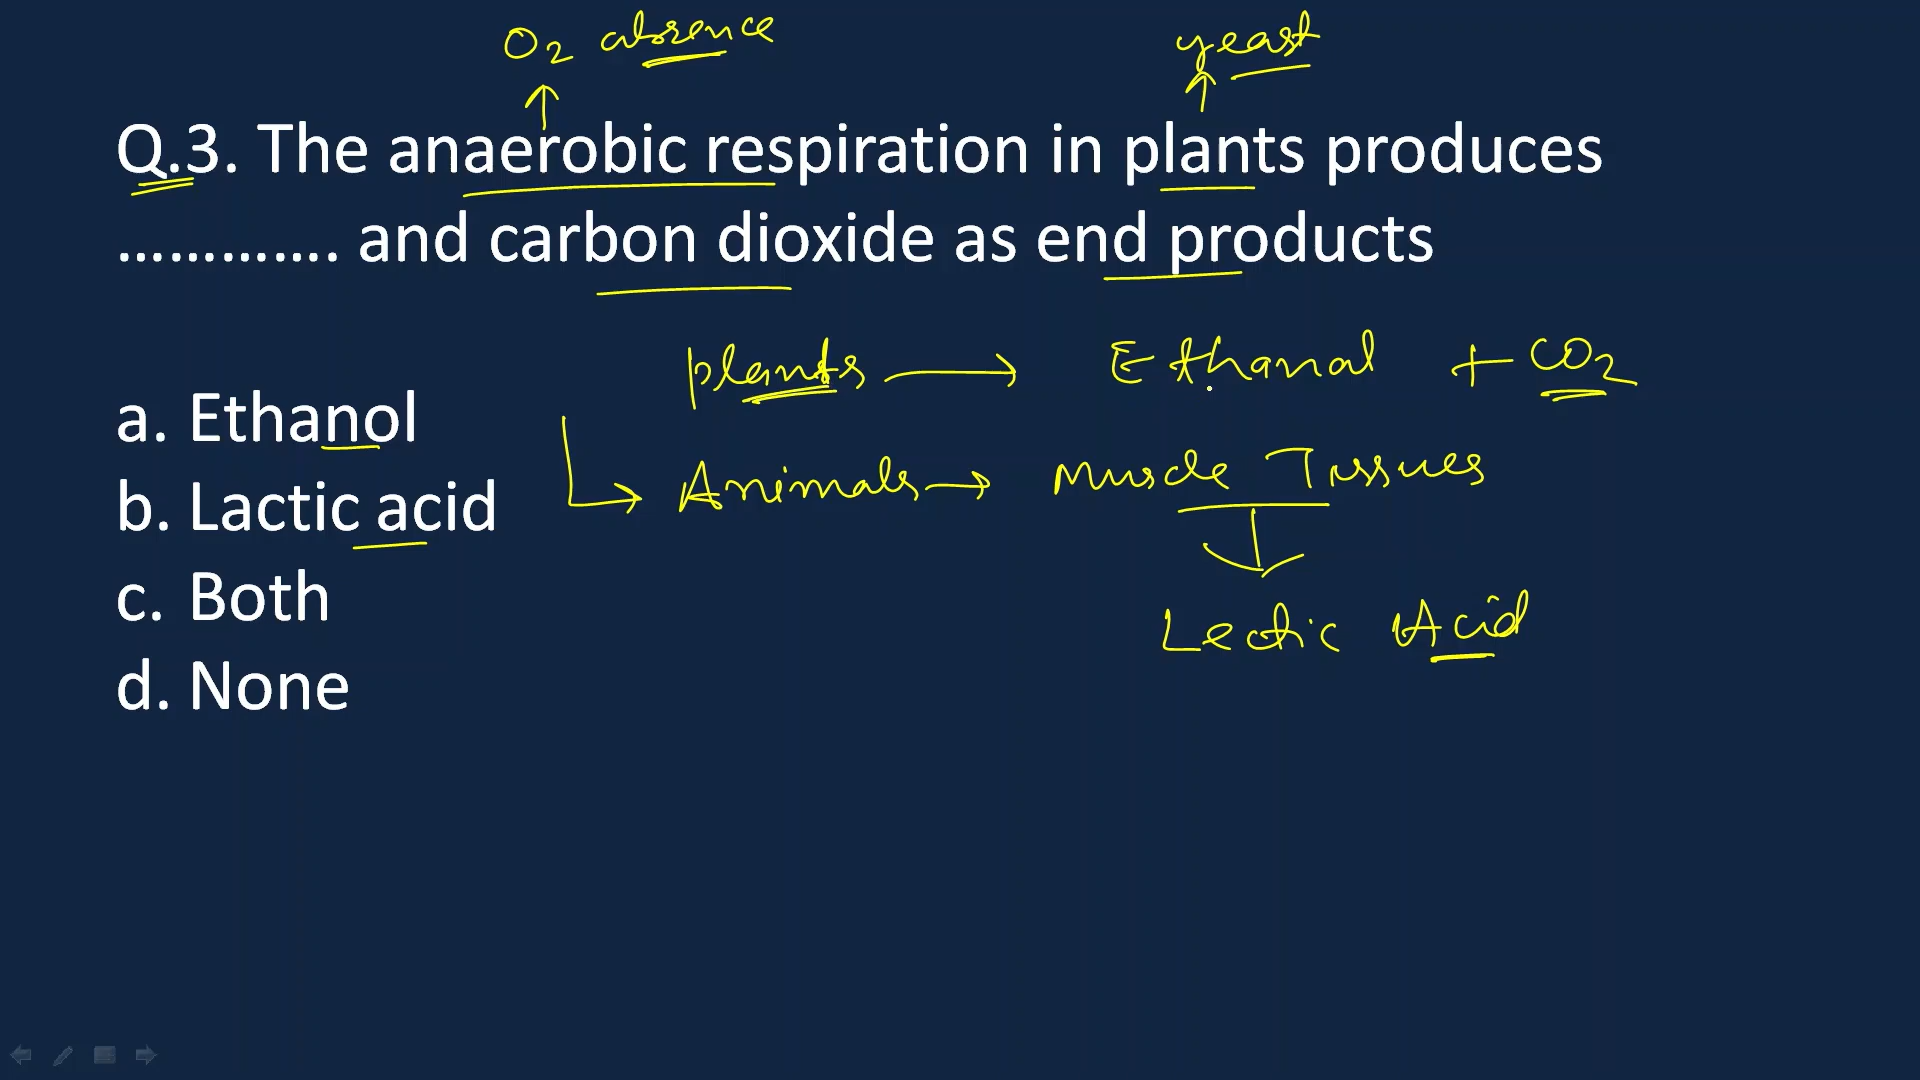 O2 absence
yeast
Q.3. The anaerobic respiration in plants produces
…………. and carbon dioxide as end products
plants → Ethanal + CO2
a. Ethanol
Animals → Muscle Tissues
b. Lactic acid
c. Both
Lectic Acid
d. None